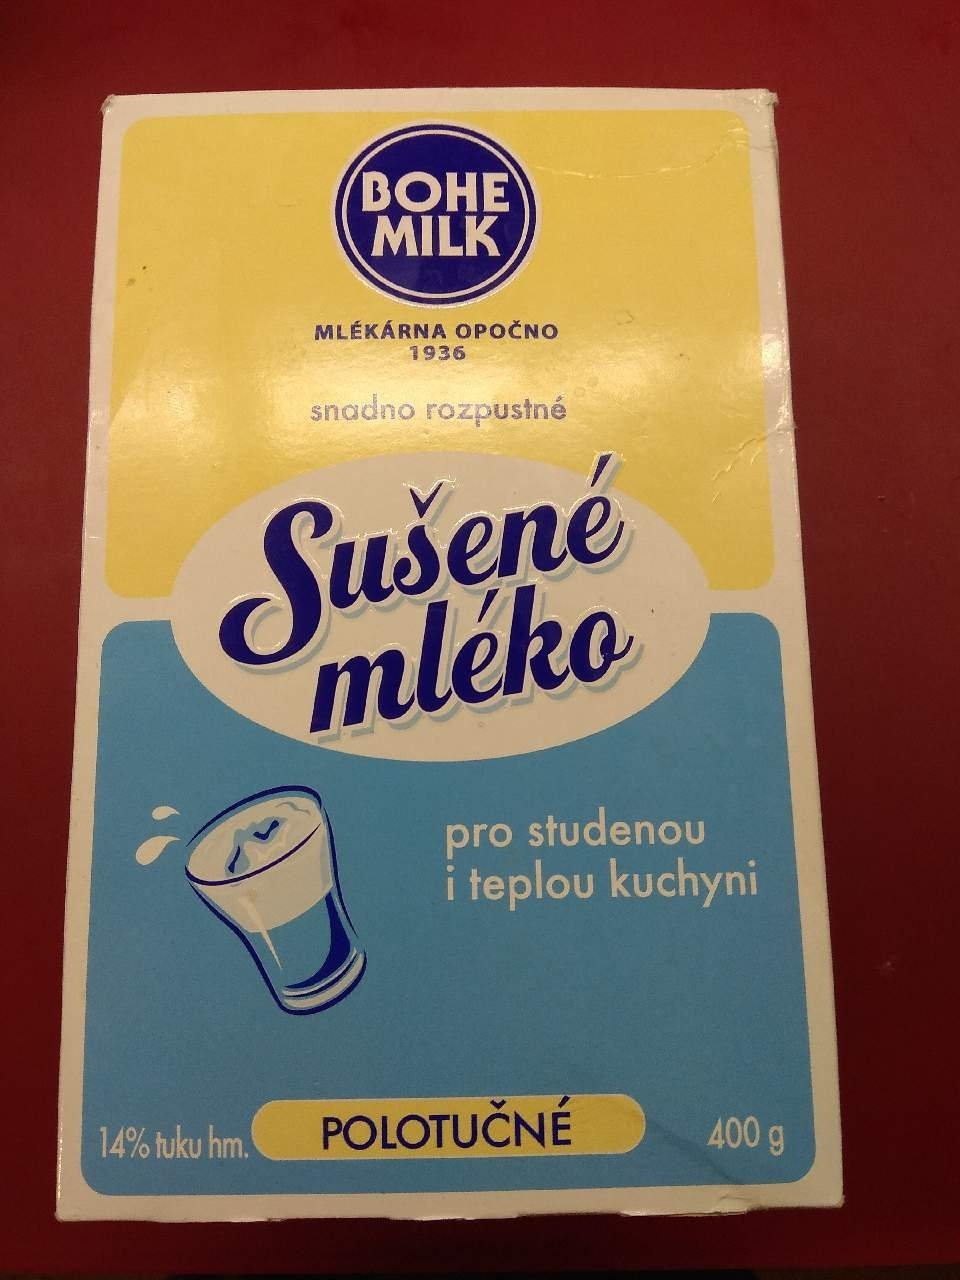 BOHE
MILK
MLÉKÁRNA OPOČNO
1936
snadno rozpustné
Sušené
mléko
pro studenou
i teplou kuchyni
14% tuku hm.
POLOTUČNÉ
400 g